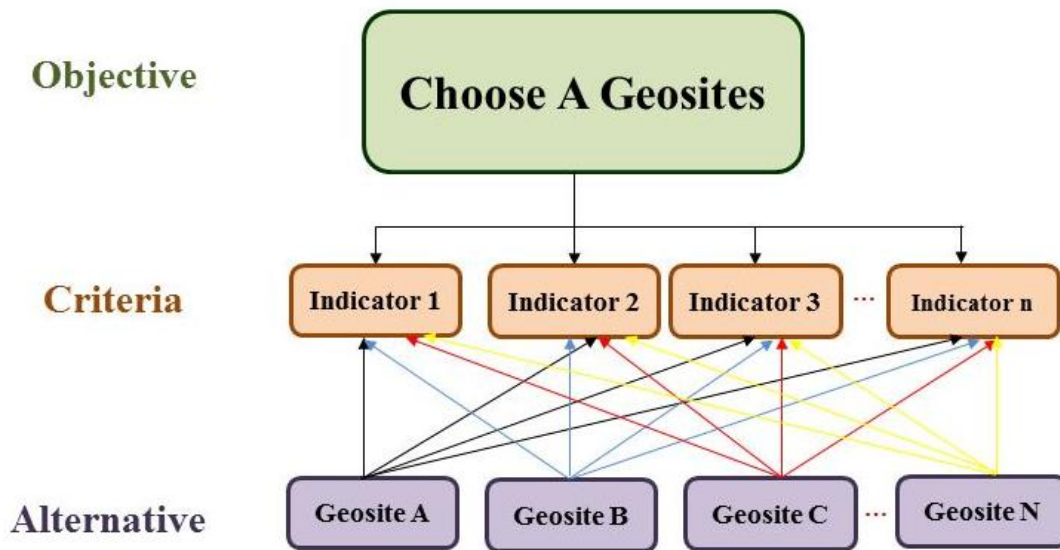 Objective
Choose A Geosites
Criteria
Indicator 1
Indicator 2
Indicator 3
...
Indicator n
Alternative
Geosite A
Geosite B
Geosite C
...
Geosite N